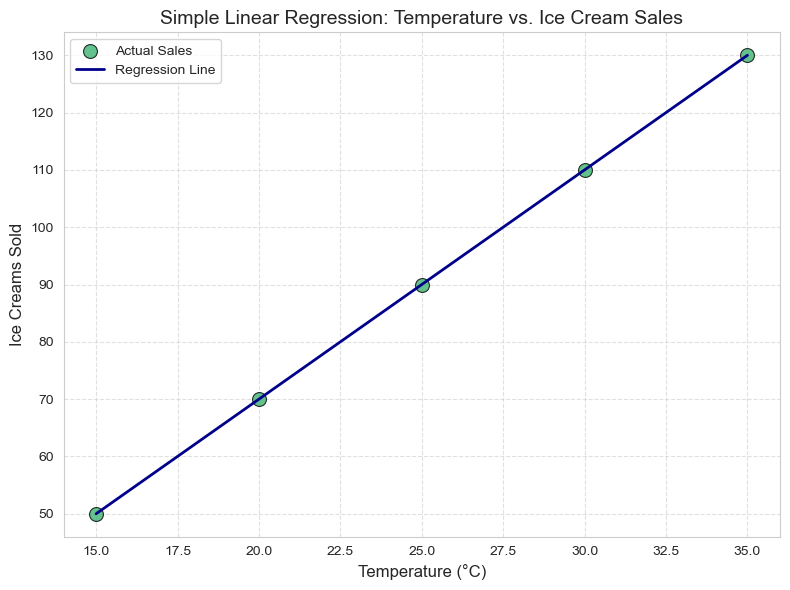 Simple Linear Regression: Temperature vs. Ice Cream Sales
Actual Sales
Regression Line
130
120
110
100
90
80
70
60
50
Ice Creams Sold
15.0 17.5 20.0 22.5 25.0 27.5 30.0 32.5 35.0
Temperature (°C)